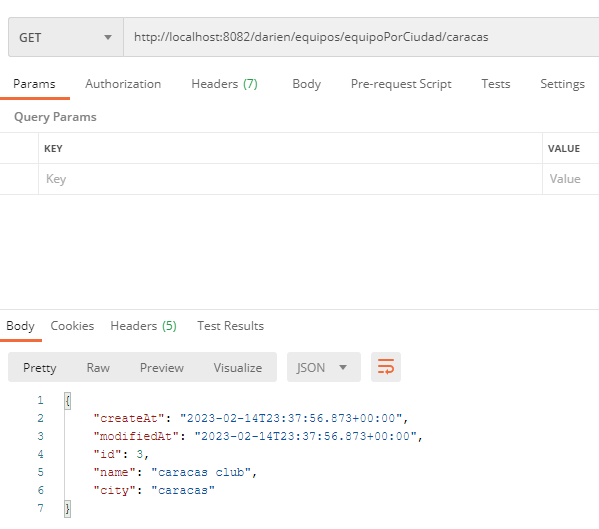 GET http://localhost:8082/darien/equipos/equipoPorCiudad/caracas
Params Authorization Headers (7) Body Pre-request Script Tests Settings
Query Params
KEY VALUE
Key Value
Body Cookies Headers (5) Test Results
Pretty Raw Preview Visualize JSON
1 {
2 "createAt": "2023-02-14T23:37:56.873+00:00",
3 "modifiedAt": "2023-02-14T23:37:56.873+00:00",
4 "id": 3,
5 "name": "caracas club",
6 "city": "caracas"
7 }